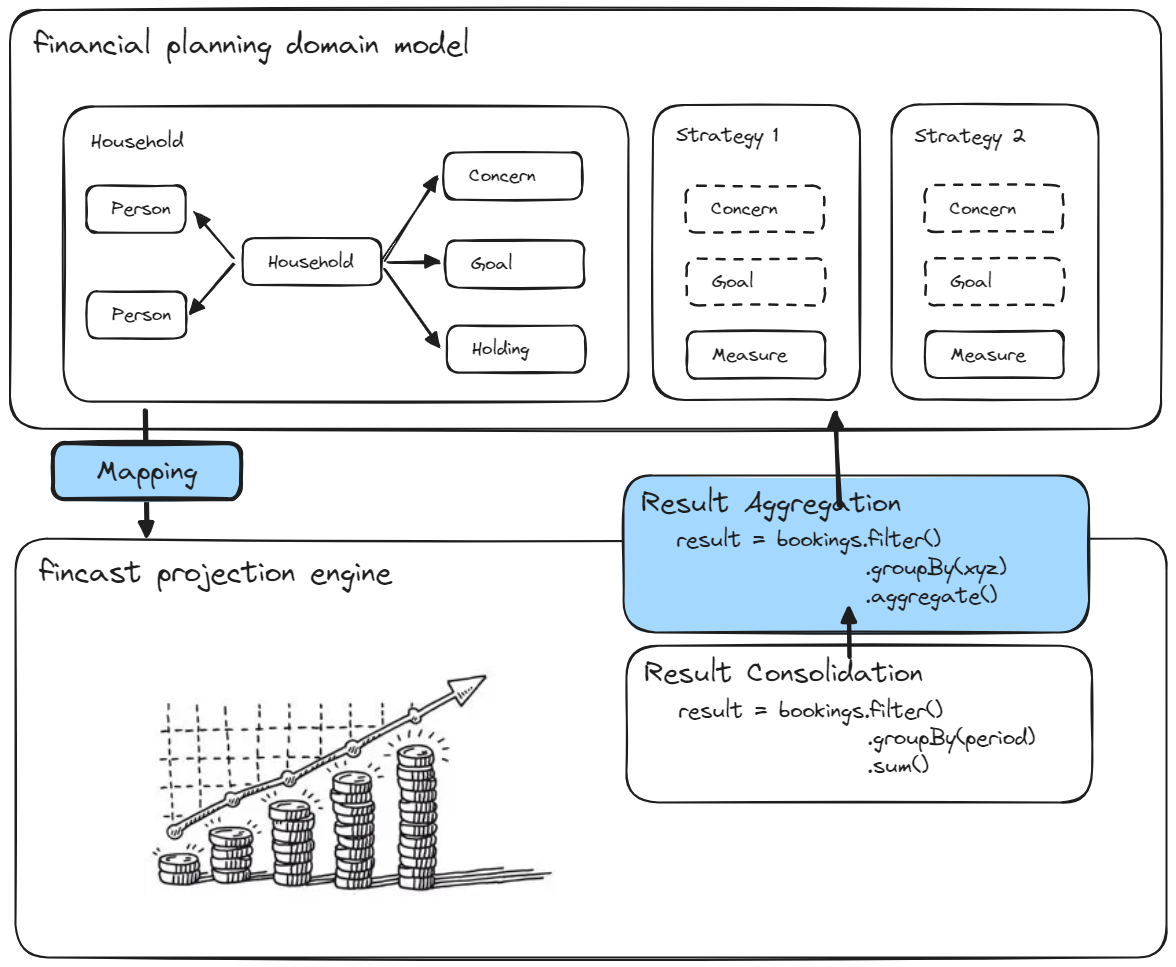 financial planning domain model
Household
Person
Person
Household
Concern
Goal
Holding
Strategy 1
Concern
Goal
Measure
Strategy 2
Concern
Goal
Measure
Mapping
Result Aggregation
result = bookings.filter()
.groupBy(xyz)
.aggregate()
fincast projection engine
Result Consolidation
result = bookings.filter()
.groupBy(period)
.sum()